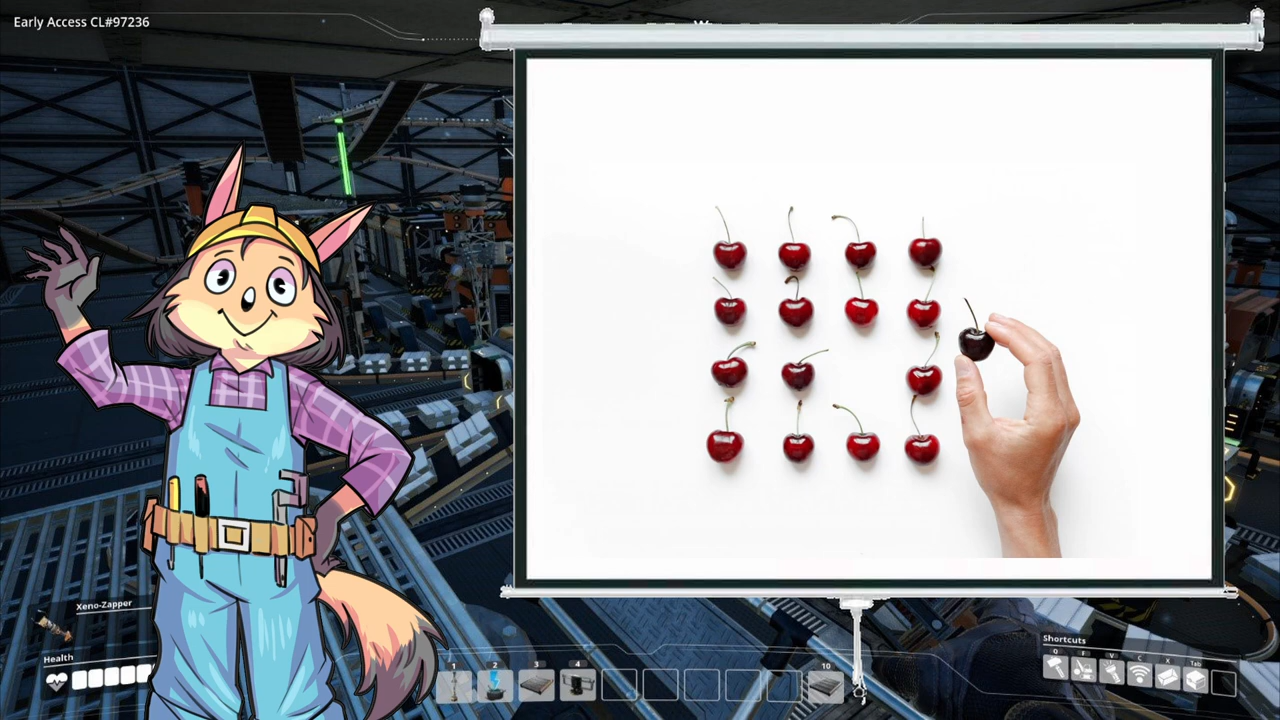 Early Access CL#97236
Xeno-Zapper
Health
1
2
3
4
10
Shortcuts
Q
F
V
C
X
Tab